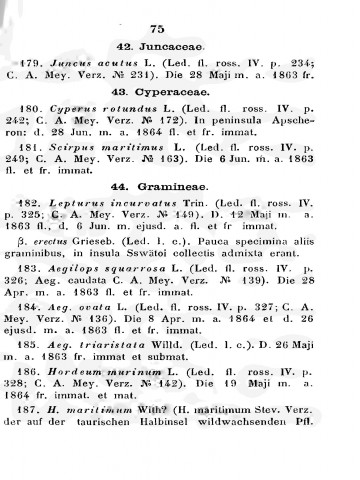 75
42. Juncaceae.
179. Juncus acutus L. (Led. fl. ross. IV. p. 234;
C. A. Mey. Verz. № 231). Die 28 Maji m. a. 1863 fr.
43. Cyperaceae.
180. Cyperus rotundus L. (Led. fl. ross. IV. p.
242; C. A. Mey. Verz. № 172). In peninsula Apsche-
ron: d. 28 Jun. m. a. 1864 fl. et fr. immat.
181. Scirpus maritimus L. (Led. fl. ross. IV. p.
249; C. A. Mey. Verz. № 163). Die 6 Jun. m. a. 1863
fl. et fr. immat.
44. Gramineae.
182. Lepturus incurvatus Trin. (Led. fl. ross. IV.
p. 325; C. A. Mey. Verz. № 149). D. 12 Maji m. a.
1863 fl., d. 6 Jun. m. ejusd. a. fl. et fr immat.
β. erectus Griseb. (Led. l. c.). Pauca specimina aliis
graminibus, in insula Sswätoi collectis admixta erant.
183. Aegilops squarrosa L. (Led. fl. ross. IV. p.
326; Aeg. caudata C. A. Mey. Verz. № 139). Die 28
Apr. m. a. 1863 fl. et fr. immat.
184. Aeg. ovata L. (Led. fl. ross. IV. p. 327; C. A.
Mey. Verz. № 136). Die 8 Apr. m. a. 1864 et d. 26
ejusd. m. a. 1863 fl. et fr. immat.
185. Aeg. triaristata Willd. (Led. l. c.). D. 26 Maji
m. a. 1863 fr. immat et submat.
186. Hordeum murinum L. (Led. fl. ross. IV. p.
328; C. A. Mey. Verz. № 142). Die 19 Maji m. a.
1864 fr. immat. et mat.
187. H. maritimum With? (H. maritimum Stev. Verz.
der auf der taurischen Halbinsel wildwachsenden Pfl.